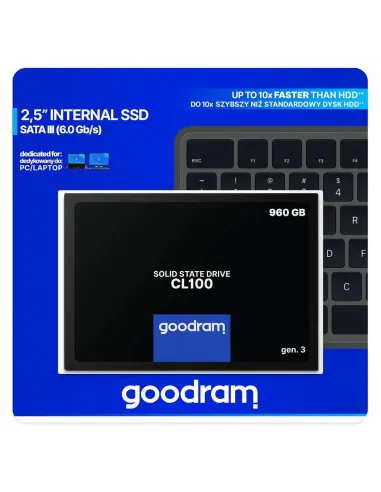 UP TO 10x FASTER THAN HDD**
DO 10x SZYBSZY NIŻ STANDARDOWY DYSK HDD**
2,5” INTERNAL SSD
SATA III (6.0 Gb/s)
dedicated for:
dedykowany do:
PC/LAPTOP
esc
F1
F2
F3
F4
$
4
E
R
D
F
C
960 GB
SOLID STATE DRIVE
CL100
goodram
gen. 3
goodram